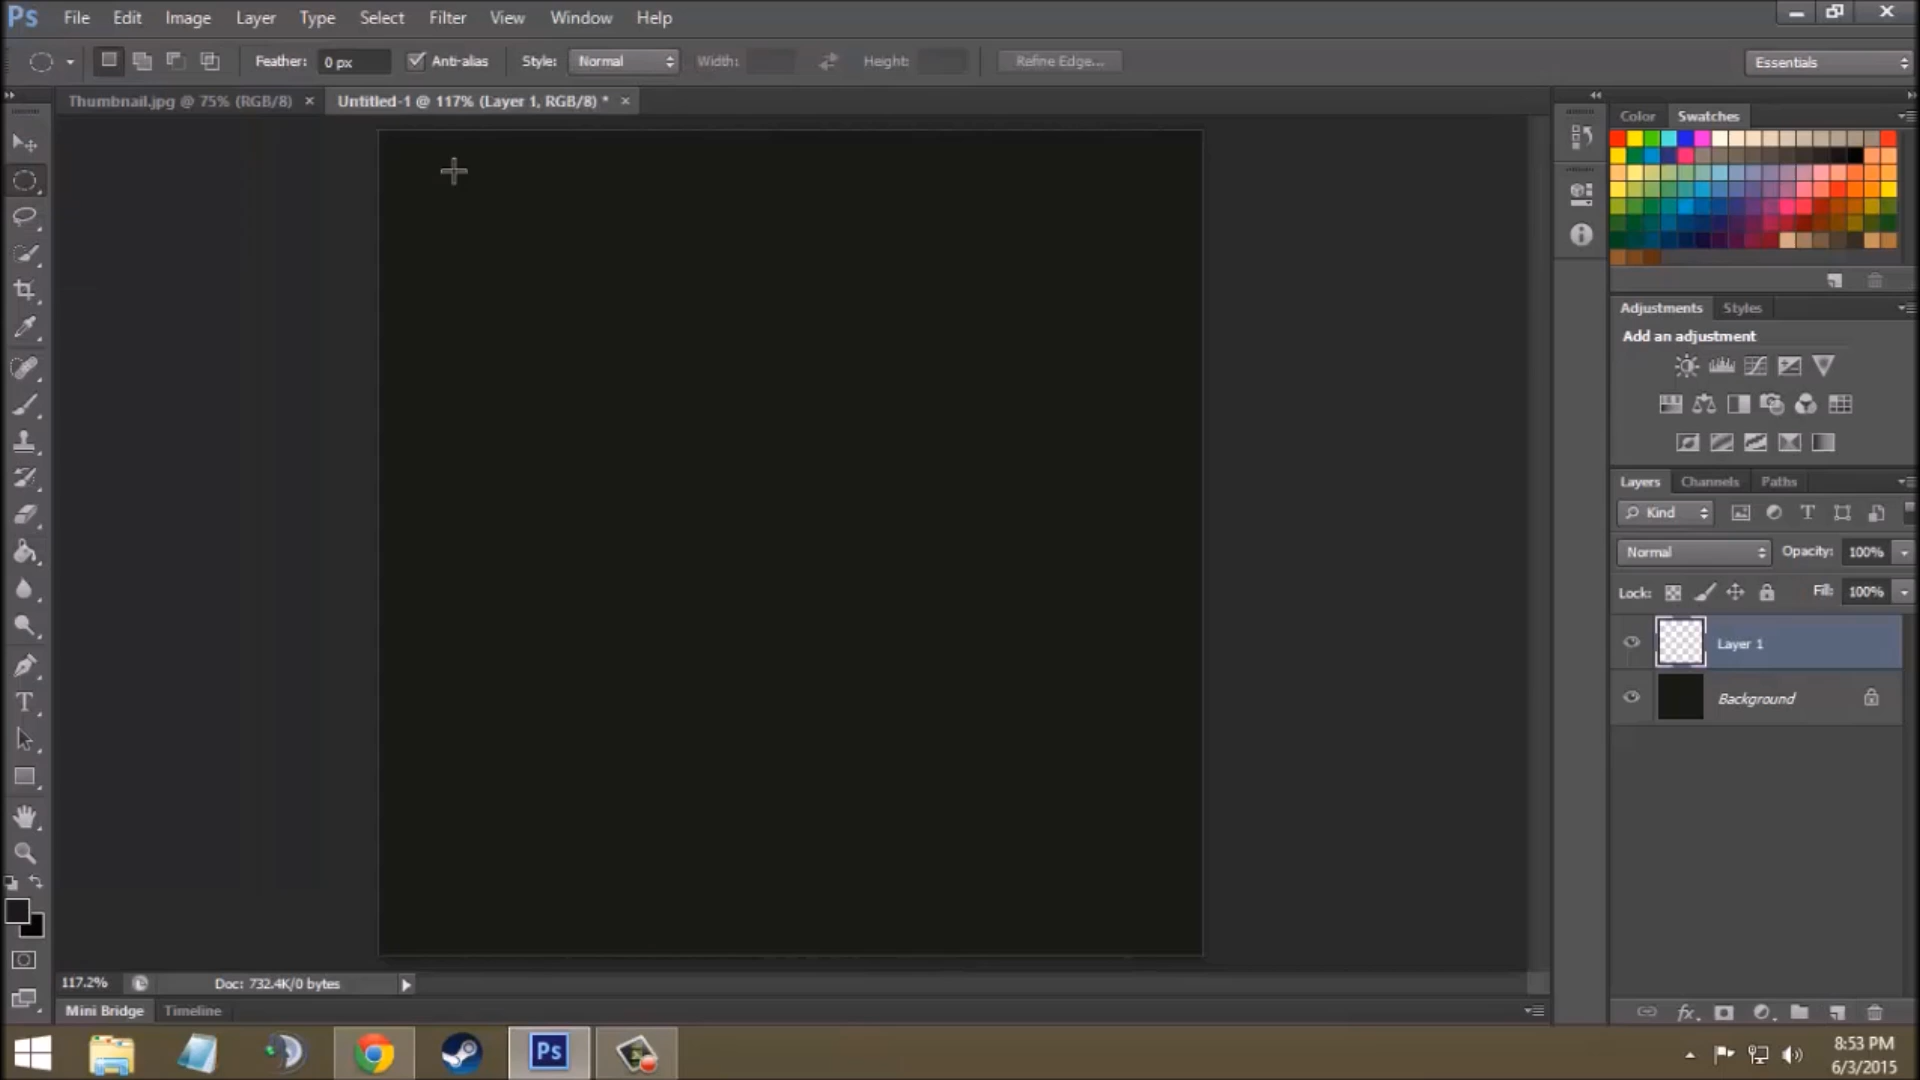 Ps File Edit Image Layer Type Select Filter View Window Help
Feather: 0 px Anti-alias Style: Normal Width: Height: Refine Edge... Essentials
Thumbnail.jpg @ 75% (RGB/8) × Untitled-1 @ 117% (Layer 1, RGB/8) * ×
Color Swatches
Adjustments Styles
Add an adjustment
Layers Channels Paths
Kind
Normal Opacity: 100%
Lock: Fill: 100%
Layer 1
Background
117.2% Doc: 732.4K/0 bytes
Mini Bridge Timeline
Ps
8:53 PM
6/3/2015